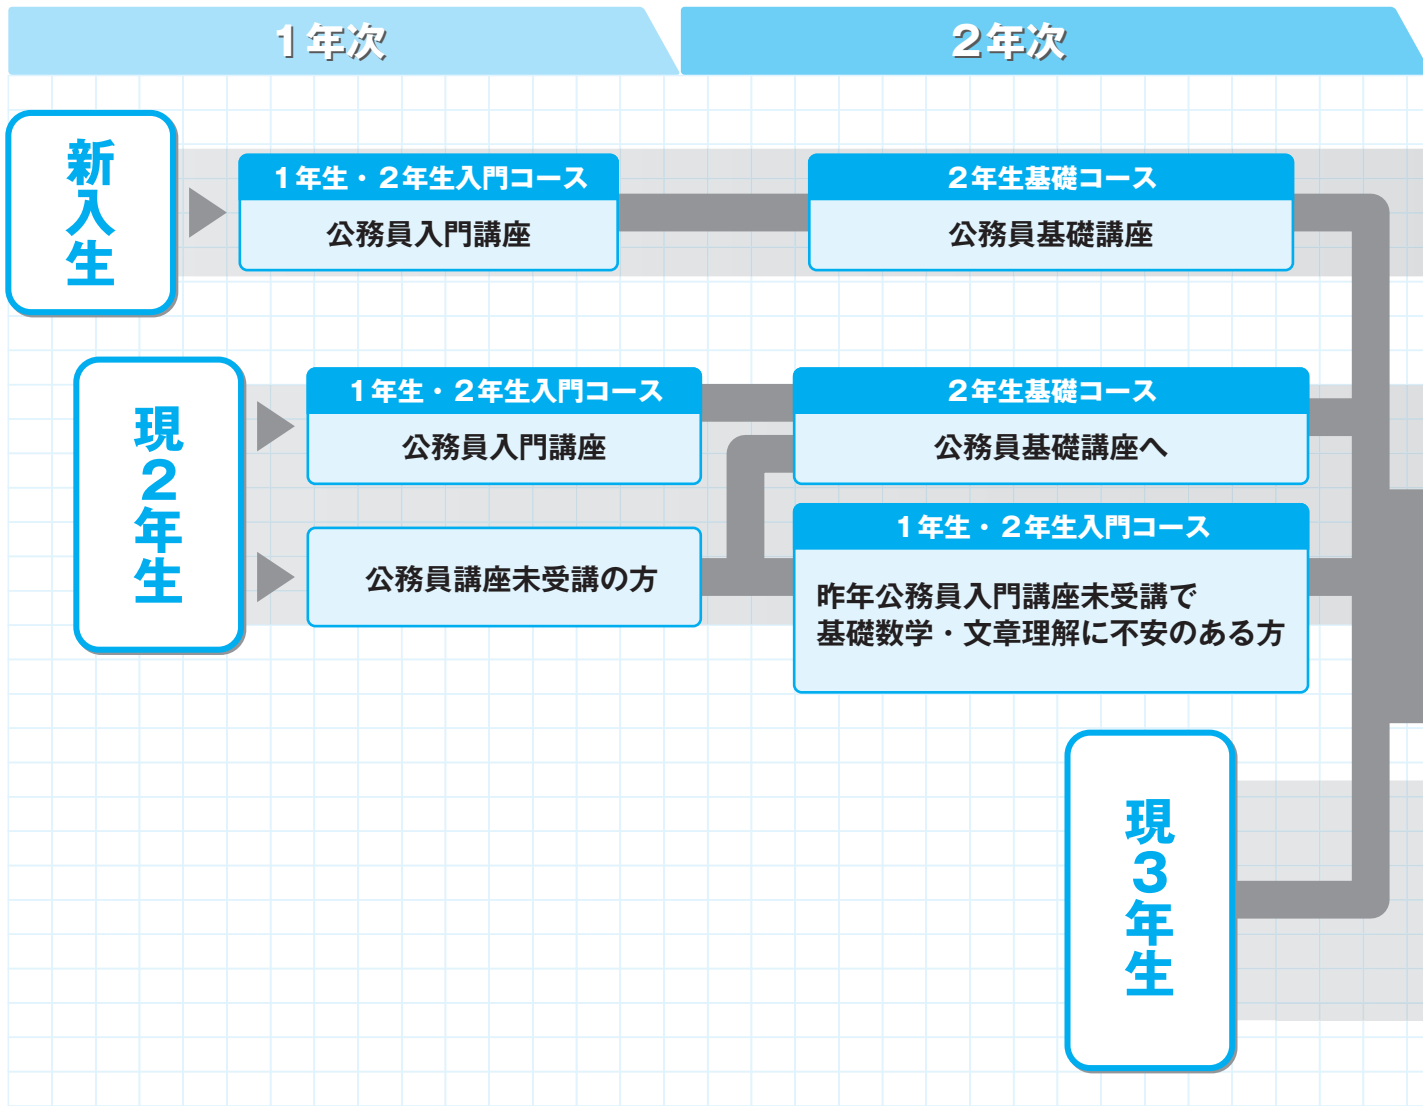 1年次
2年次
新入生
1年生・2年生入門コース
公務員入門講座
2年生基礎コース
公務員基礎講座
現2年生
1年生・2年生入門コース
公務員入門講座
2年生基礎コース
公務員基礎講座へ
公務員講座未受講の方
1年生・2年生入門コース
昨年公務員入門講座未受講で
基礎数学・文章理解に不安のある方
現3年生